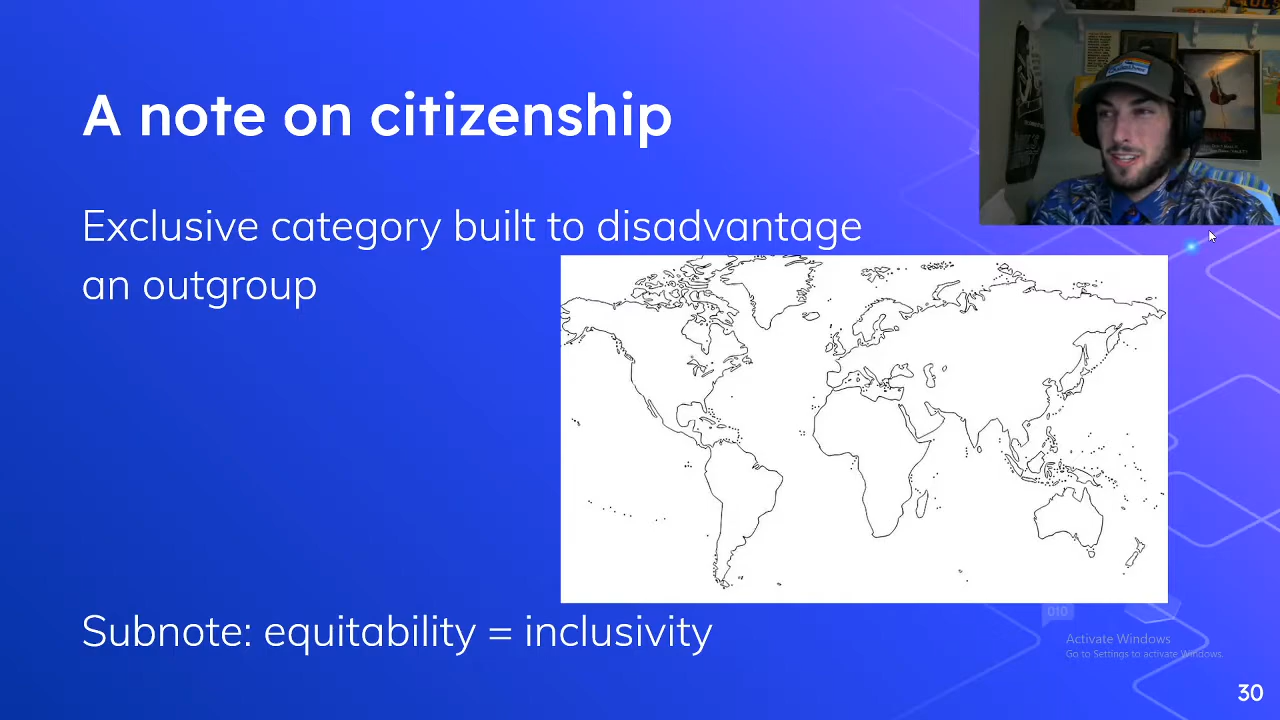 A note on citizenship
Exclusive category built to disadvantage
an outgroup
Subnote: equitability = inclusivity
010
Activate Windows
Go to Settings to activate Windows.
30